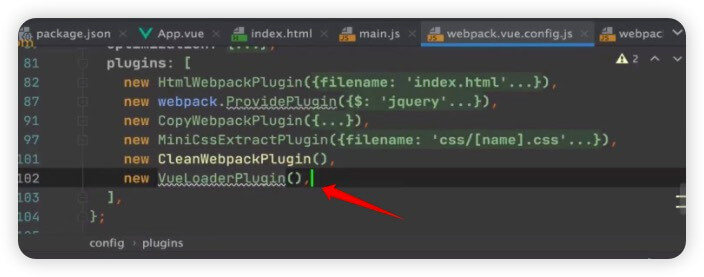 package.json × App.vue × index.html × main.js × webpack.vue.config.js × webpac
optimization: {...},
81 plugins: [ 2
82 new HtmlWebpackPlugin({filename: 'index.html'...}),
87 new webpack.ProvidePlugin({$: 'jquery'...}),
91 new CopyWebpackPlugin({...}),
97 new MiniCssExtractPlugin({filename: 'css/[name].css'...}),
101 new CleanWebpackPlugin(),
102 new VueLoaderPlugin(),
103 ],
104 };
config › plugins